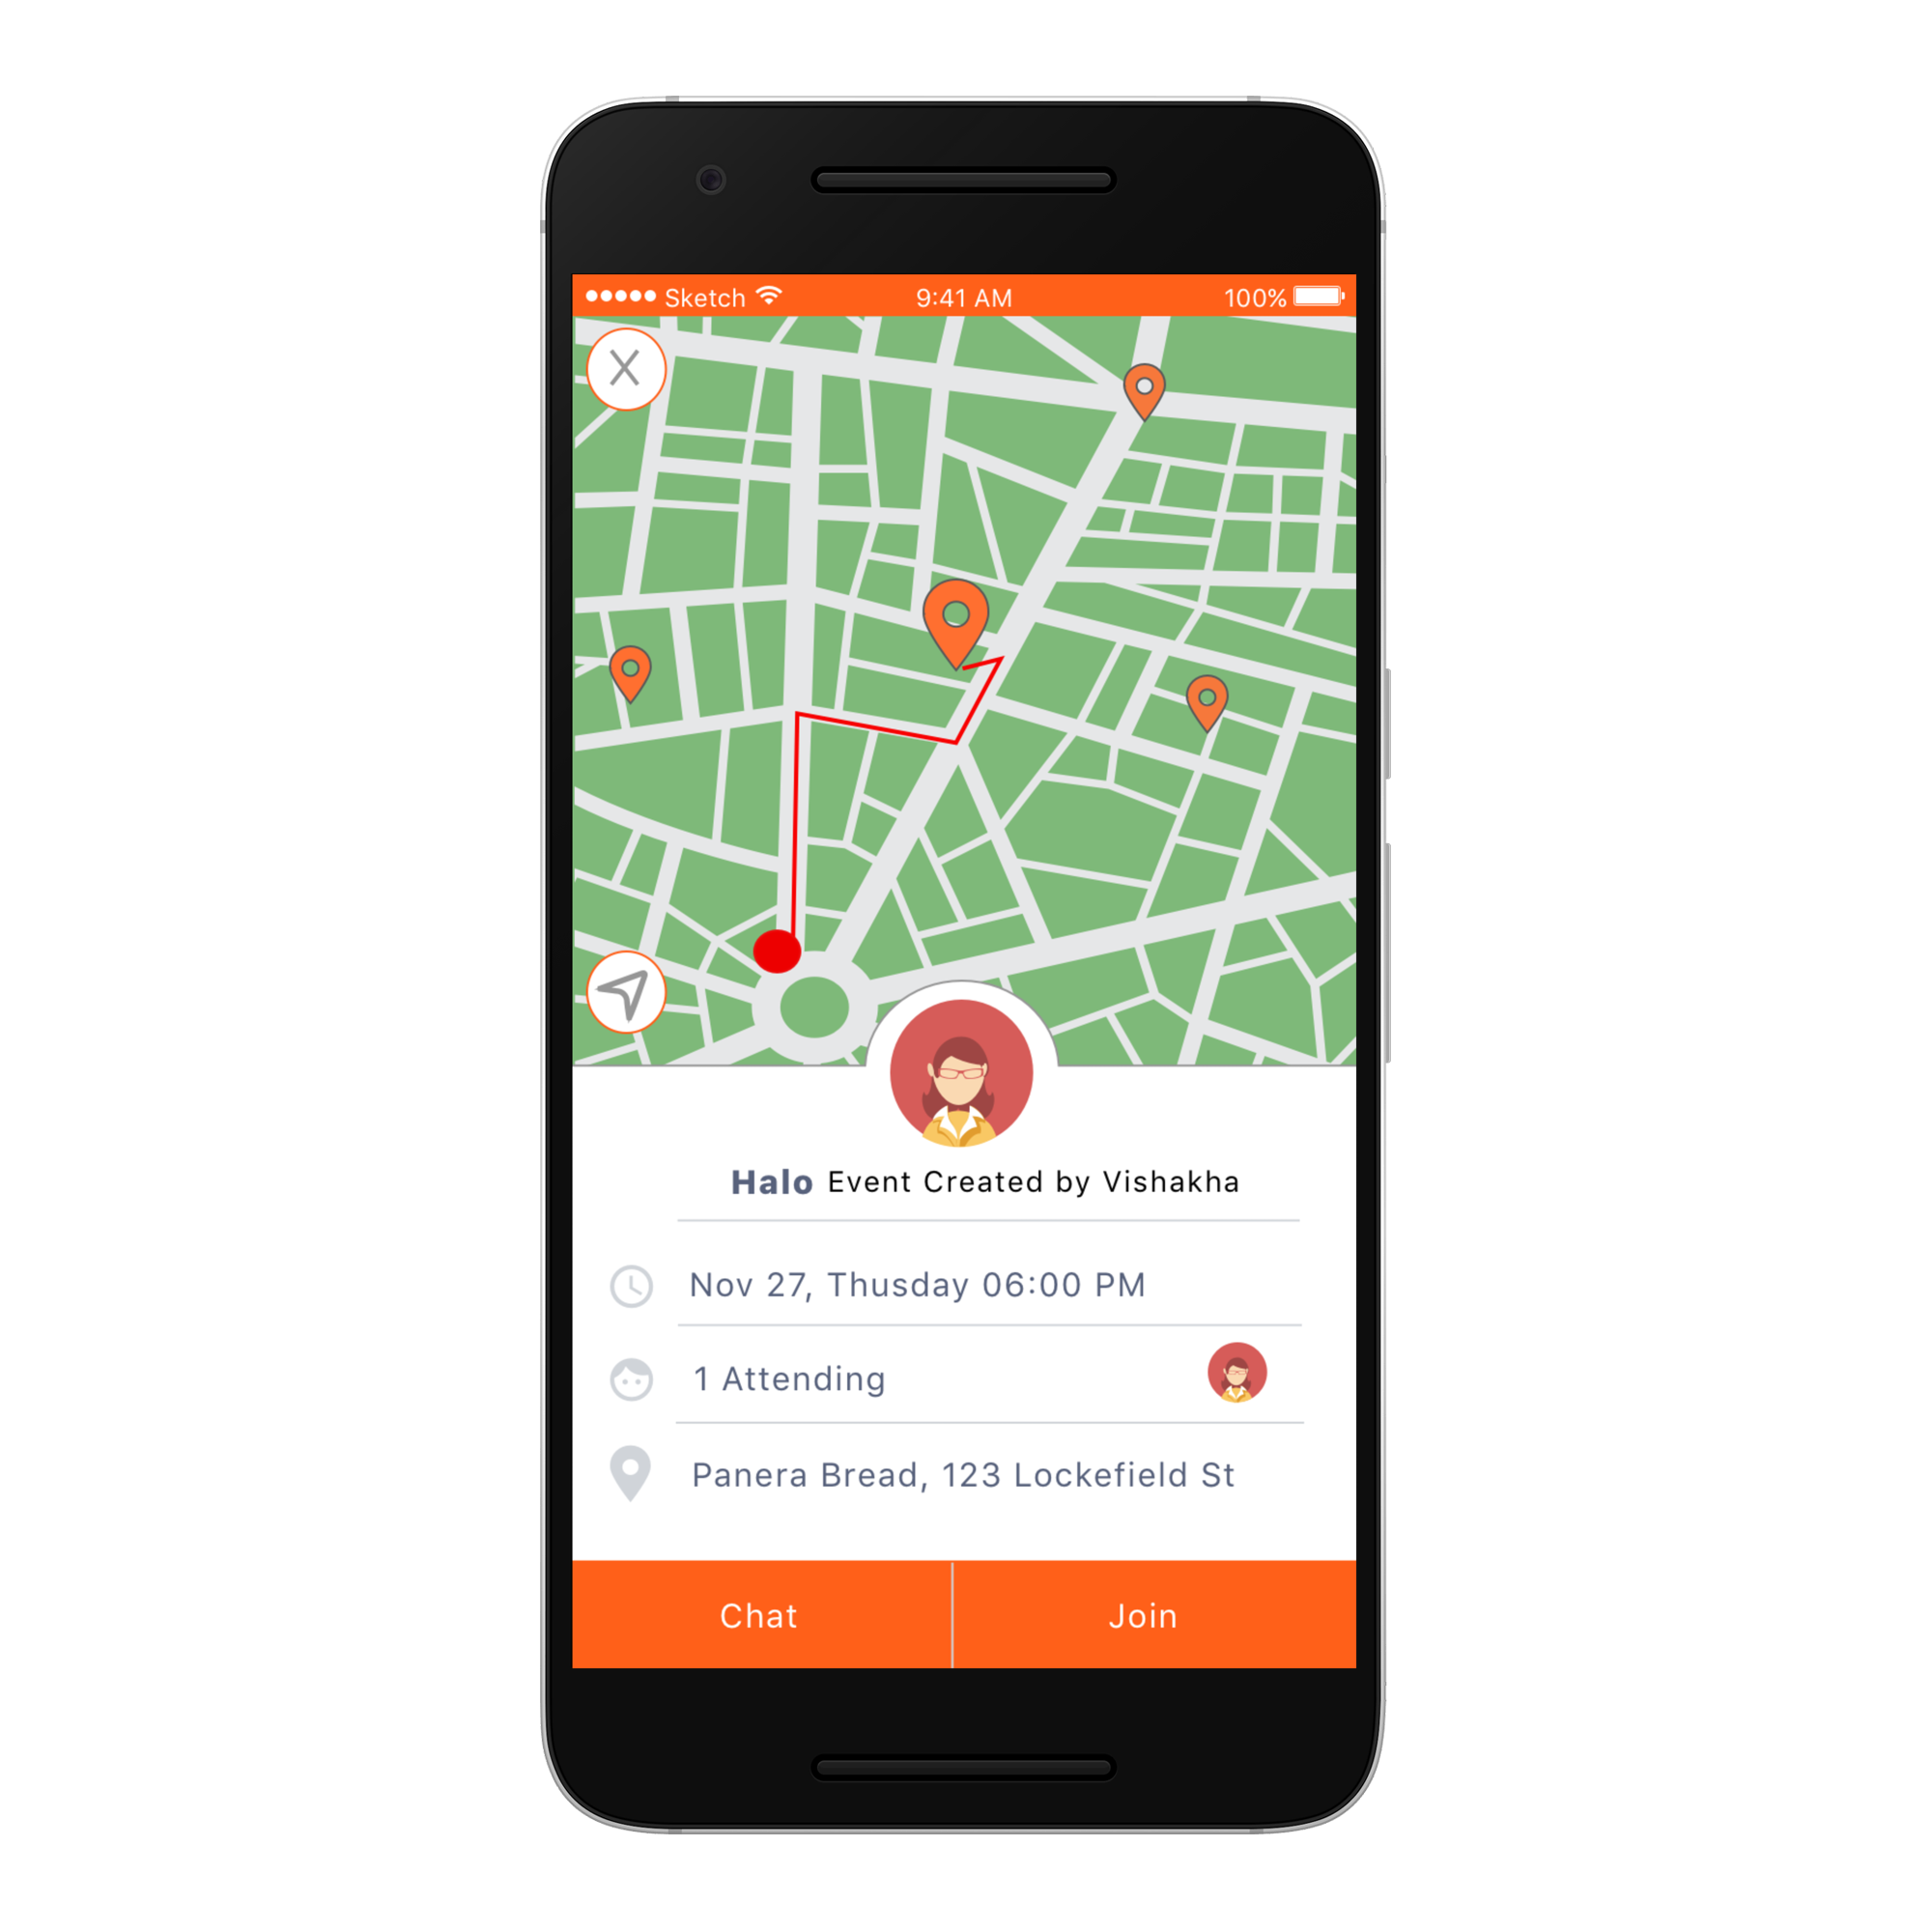 Sketch 9:41 AM 100%
X
Halo Event Created by Vishakha
Nov 27, Thusday 06:00 PM
1 Attending
Panera Bread, 123 Lockefield St
Chat Join